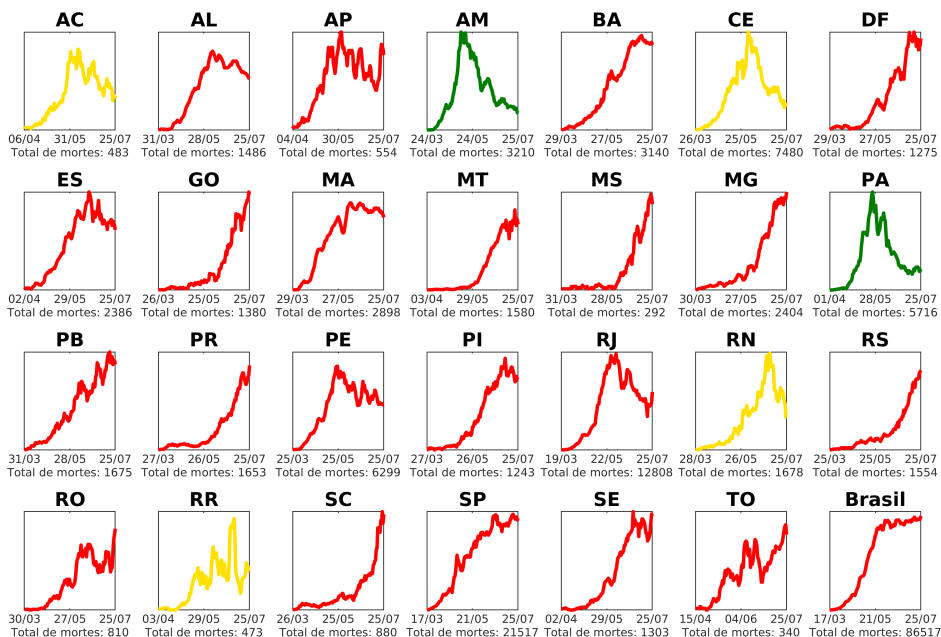 AC AL AP AM BA CE DF
06/04 31/05 25/07 31/03 28/05 25/07 04/04 30/05 25/07 24/03 24/05 25/07 29/03 27/05 25/07 26/03 25/05 25/07 29/03 27/05 25/07
Total de mortes: 483 Total de mortes: 1486 Total de mortes: 554 Total de mortes: 3210 Total de mortes: 3140 Total de mortes: 7480 Total de mortes: 1275
ES GO MA MT MS MG PA
02/04 29/05 25/07 26/03 25/05 25/07 29/03 27/05 25/07 03/04 29/05 25/07 31/03 28/05 25/07 30/03 27/05 25/07 01/04 28/05 25/07
Total de mortes: 2386 Total de mortes: 1380 Total de mortes: 2898 Total de mortes: 1580 Total de mortes: 292 Total de mortes: 2404 Total de mortes: 5716
PB PR PE PI RJ RN RS
31/03 28/05 25/07 27/03 26/05 25/07 25/03 25/05 25/07 27/03 26/05 25/07 19/03 22/05 25/07 28/03 26/05 25/07 25/03 25/05 25/07
Total de mortes: 1675 Total de mortes: 1653 Total de mortes: 6299 Total de mortes: 1243 Total de mortes: 12808 Total de mortes: 1678 Total de mortes: 1554
RO RR SC SP SE TO Brasil
30/03 27/05 25/07 03/04 29/05 25/07 26/03 25/05 25/07 17/03 21/05 25/07 02/04 29/05 25/07 15/04 04/06 25/07 17/03 21/05 25/07
Total de mortes: 810 Total de mortes: 473 Total de mortes: 880 Total de mortes: 21517 Total de mortes: 1303 Total de mortes: 340 Total de mortes: 86517